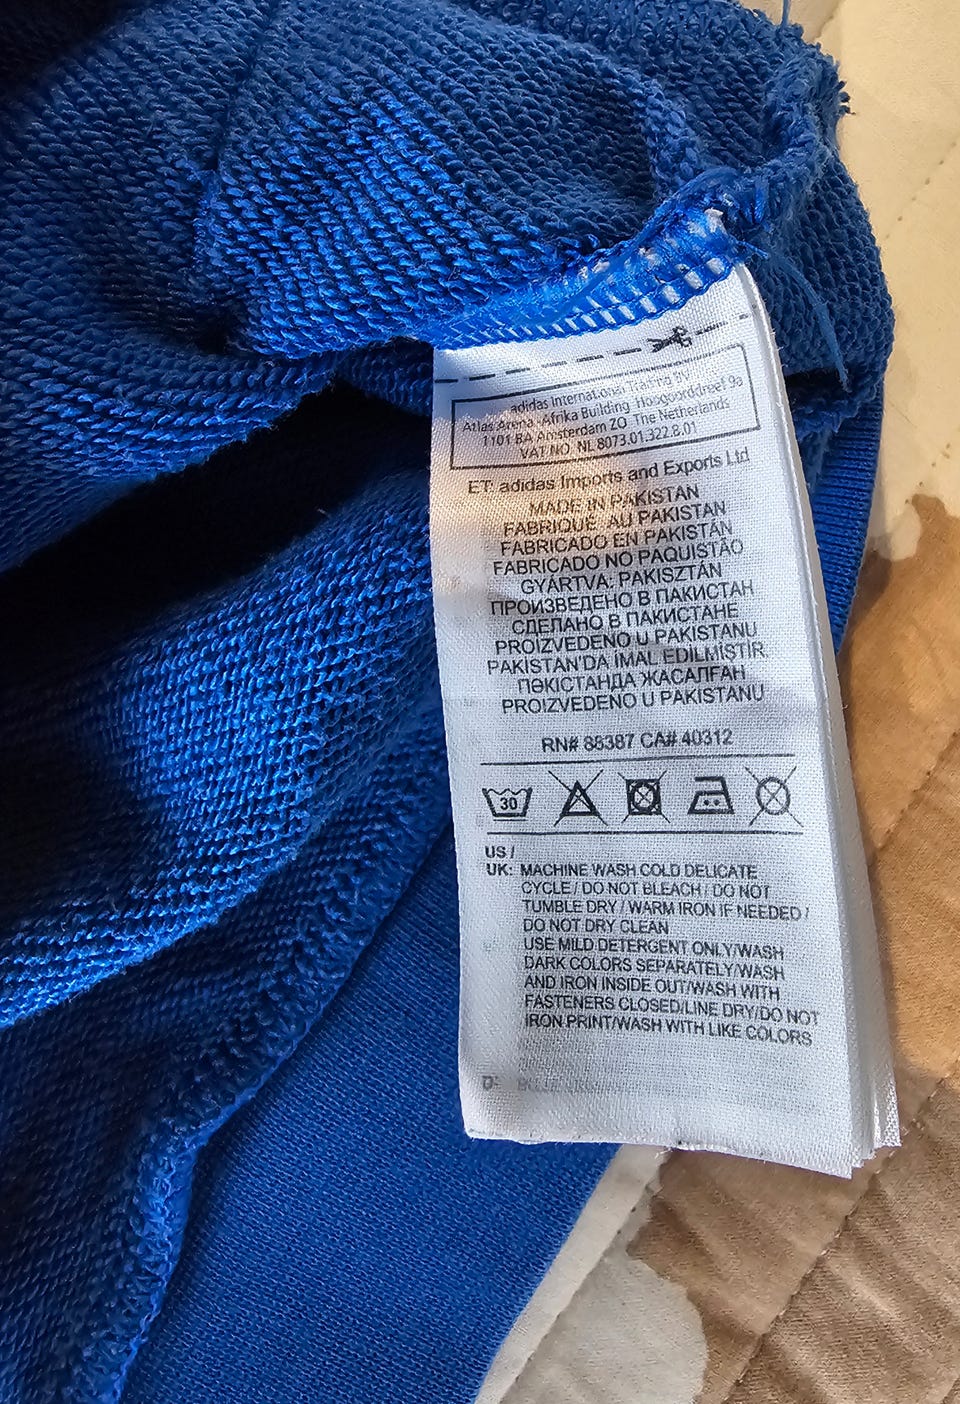 adidas International Trading bv
Atlas Arena, Afrika Building, Hoogoorddreef 9a
1101 BA Amsterdam ZO The Netherlands
VAT NO. NL 8073.01.322.B.01
ET: adidas Imports and Exports Ltd
MADE IN PAKISTAN
FABRIQUÉ AU PAKISTAN
FABRICADO EN PAKISTÁN
FABRICADO NO PAQUISTÃO
GYÁRTVA: PAKISZTÁN
ПРОИЗВЕДЕНО В ПАКИСТАН
СДЕЛАНО В ПАКИСТАНЕ
PROIZVEDENO U PAKISTANU
PAKİSTAN'DA İMAL EDİLMİŞTİR.
ПӘКІСТАНДА ЖАСАЛҒАН
PROIZVEDENO U PAKISTANU
RN# 88387 CA# 40312
30
US /
UK: MACHINE WASH COLD DELICATE
CYCLE / DO NOT BLEACH / DO NOT
TUMBLE DRY / WARM IRON IF NEEDED /
DO NOT DRY CLEAN
USE MILD DETERGENT ONLY/WASH
DARK COLORS SEPARATELY/WASH
AND IRON INSIDE OUT/WASH WITH
FASTENERS CLOSED/LINE DRY/DO NOT
IRON PRINT/WASH WITH LIKE COLORS